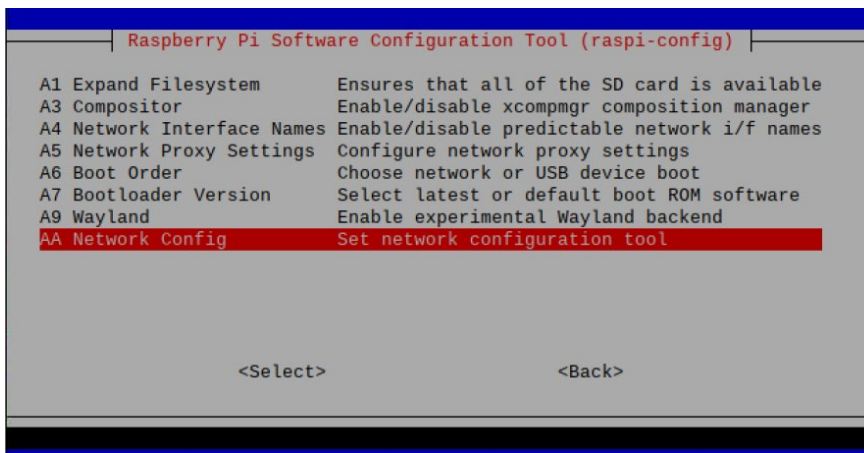 Raspberry Pi Software Configuration Tool (raspi-config)
A1 Expand Filesystem Ensures that all of the SD card is available
A3 Compositor Enable/disable xcompmgr composition manager
A4 Network Interface Names Enable/disable predictable network i/f names
A5 Network Proxy Settings Configure network proxy settings
A6 Boot Order Choose network or USB device boot
A7 Bootloader Version Select latest or default boot ROM software
A9 Wayland Enable experimental Wayland backend
AA Network Config Set network configuration tool
<Select> <Back>